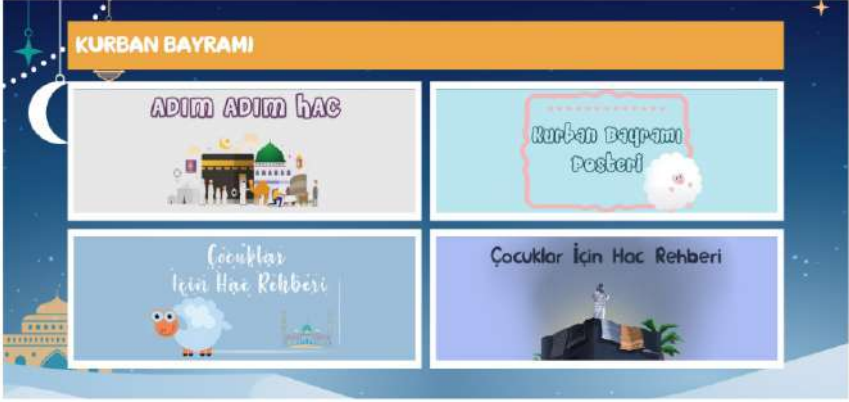 KURBAN BAYRAMI
ADIM ADIM HAC
Kurban Bayramı
Posteri
Çocuklar
İçin Hac Rehberi
Çocuklar İçin Hac Rehberi